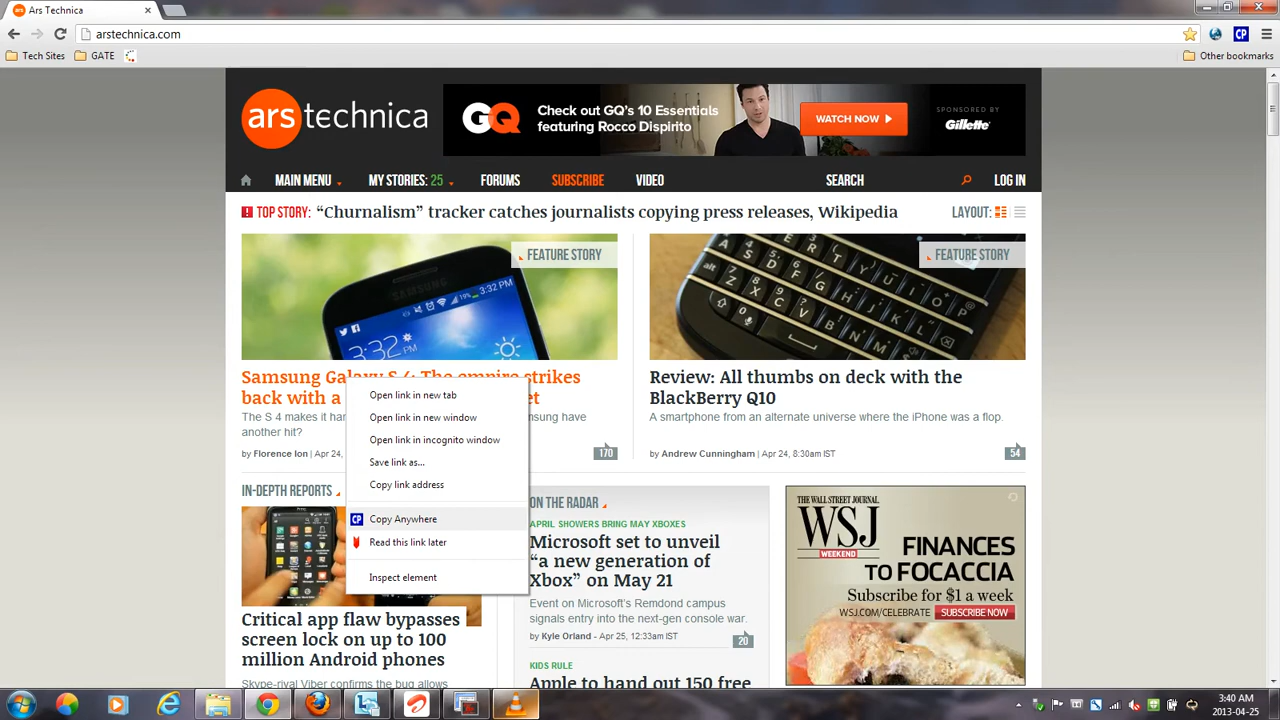 Ars Technica
arstechnica.com
CP
Tech Sites
GATE
Other bookmarks
ars technica
GQ
Check out GQ's 10 Essentials
featuring Rocco Dispirito
WATCH NOW
SPONSORED BY
Gillette
MAIN MENU
MY STORIES: 25
FORUMS
SUBSCRIBE
VIDEO
SEARCH
LOG IN
! TOP STORY: “Churnalism” tracker catches journalists copying press releases, Wikipedia
LAYOUT:
FEATURE STORY
3:32 PM
3:32
FEATURE STORY
Samsung Galaxy S 4: The empire strikes
back with a
The S 4 makes it
another hit?
by Florence Ion | Apr 24,
170
Review: All thumbs on deck with the
BlackBerry Q10
A smartphone from an alternate universe where the iPhone was a flop.
by Andrew Cunningham | Apr 24, 8:30am IST
54
Open link in new tab
Open link in new window
Open link in incognito window
Save link as...
Copy link address
CP Copy Anywhere
Read this link later
Inspect element
IN-DEPTH REPORTS
Critical app flaw bypasses
screen lock on up to 100
million Android phones
Skype-rival Viber confirms the bug allows
ON THE RADAR
APRIL SHOWERS BRING MAY XBOXES
Microsoft set to unveil
“a new generation of
Xbox” on May 21
Event on Microsoft's Remdond campus
signals entry into the next-gen console war.
by Kyle Orland - Apr 25, 12:33am IST
20
KIDS RULE
Apple to hand out 150 free
THE WALL STREET JOURNAL
WSJ
WEEKEND
FINANCES
TO FOCACCIA
Subscribe for $1 a week
WSJ.COM/CELEBRATE SUBSCRIBE NOW
3:40 AM
2013-04-25